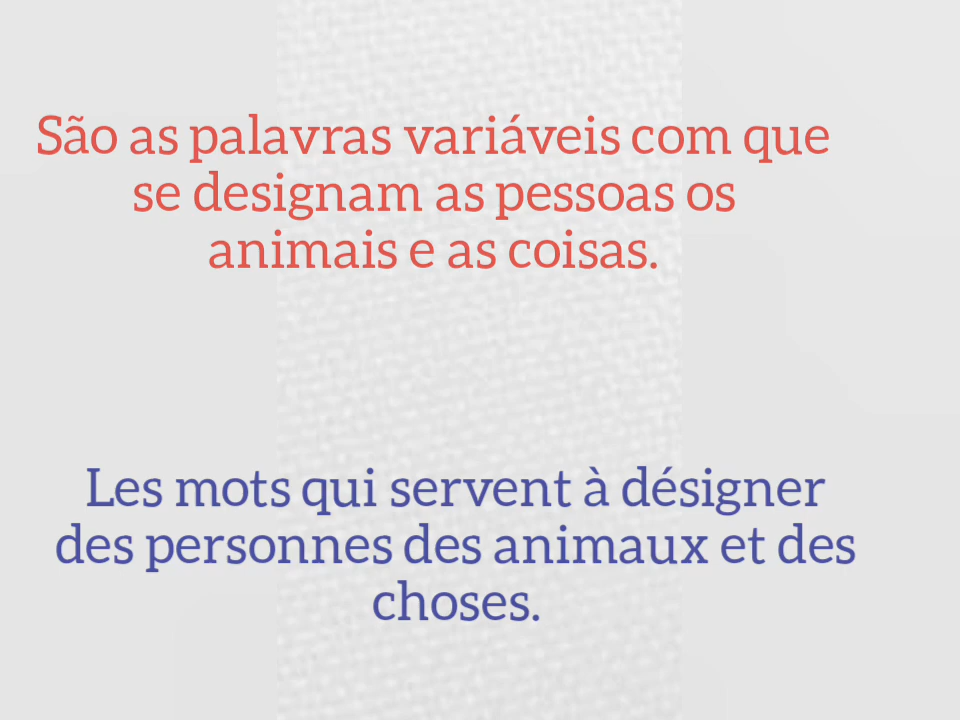 São as palavras variáveis com que
se designam as pessoas os
animais e as coisas.
Les mots qui servent à désigner
des personnes des animaux et des
choses.